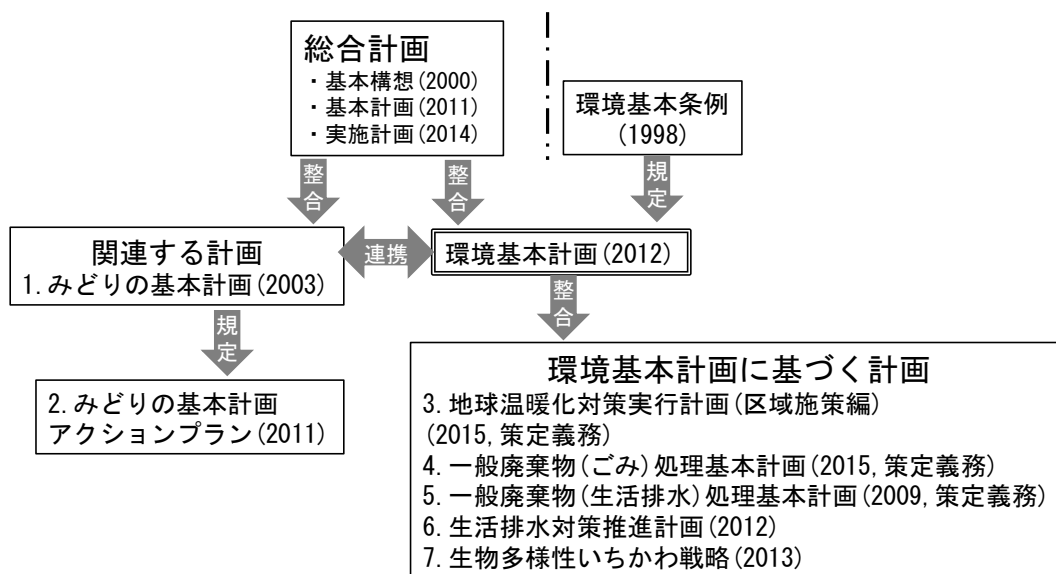 総合計画
・基本構想(2000)
・基本計画(2011)
・実施計画(2014)
環境基本条例
(1998)
整合
整合
規定
関連する計画
1.みどりの基本計画(2003)
連携
環境基本計画(2012)
規定
整合
2.みどりの基本計画
アクションプラン(2011)
環境基本計画に基づく計画
3.地球温暖化対策実行計画(区域施策編)
(2015,策定義務)
4.一般廃棄物(ごみ)処理基本計画(2015,策定義務)
5.一般廃棄物(生活排水)処理基本計画(2009,策定義務)
6.生活排水対策推進計画(2012)
7.生物多様性いちかわ戦略(2013)